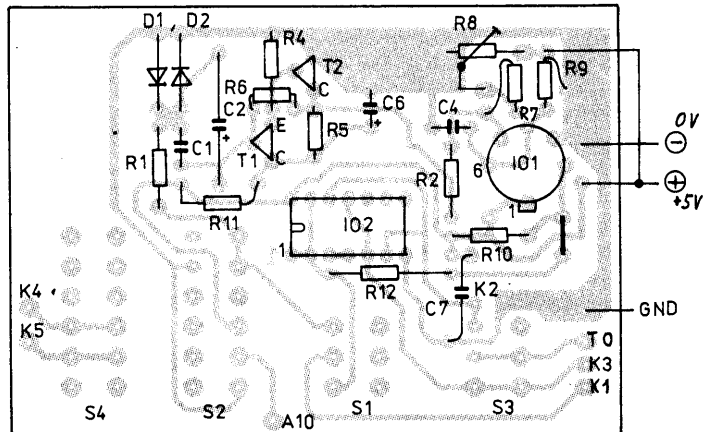 D1 D2
R4
R8
T2
R6
C
R9
C2
C6
C4
R7
0V
E
R5
C1
T1
C
R1
R2
6
IO1
+5V
R11
1
IO2
1
R10
R12
K4
C7
K2
GND
K5
T0
K3
K1
S4
S2
A10
S1
S3